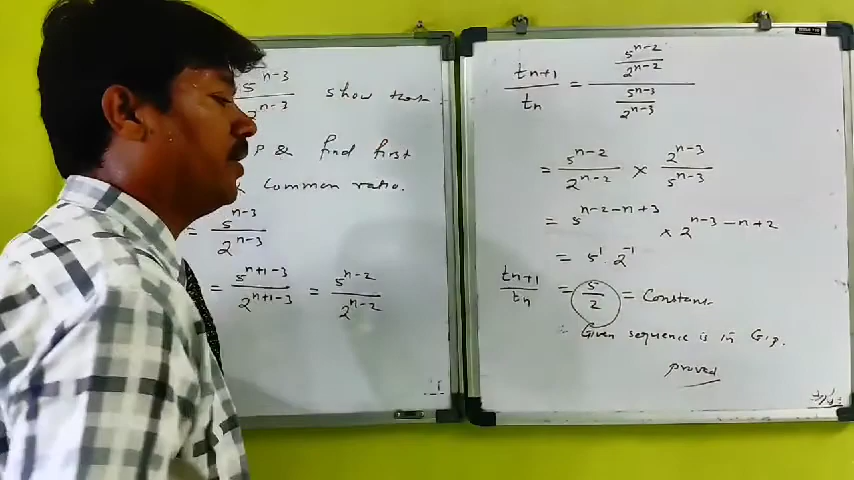 5^{n-3} / 2^{n-3} show that
P & find first
common ratio.
= 5^{n-3} / 2^{n-3}
= 5^{n+1-3} / 2^{n+1-3} = 5^{n-2} / 2^{n-2}
t_{n+1} / t_n = (5^{n-2} / 2^{n-2}) / (5^{n-3} / 2^{n-3})
= 5^{n-2} / 2^{n-2} × 2^{n-3} / 5^{n-3}
= 5^{n-2-n+3} × 2^{n-3-n+2}
= 5^1 . 2^{-1}
t_{n+1} / t_n = 5/2 = Constant
∴ Given sequence is in G.p.
proved